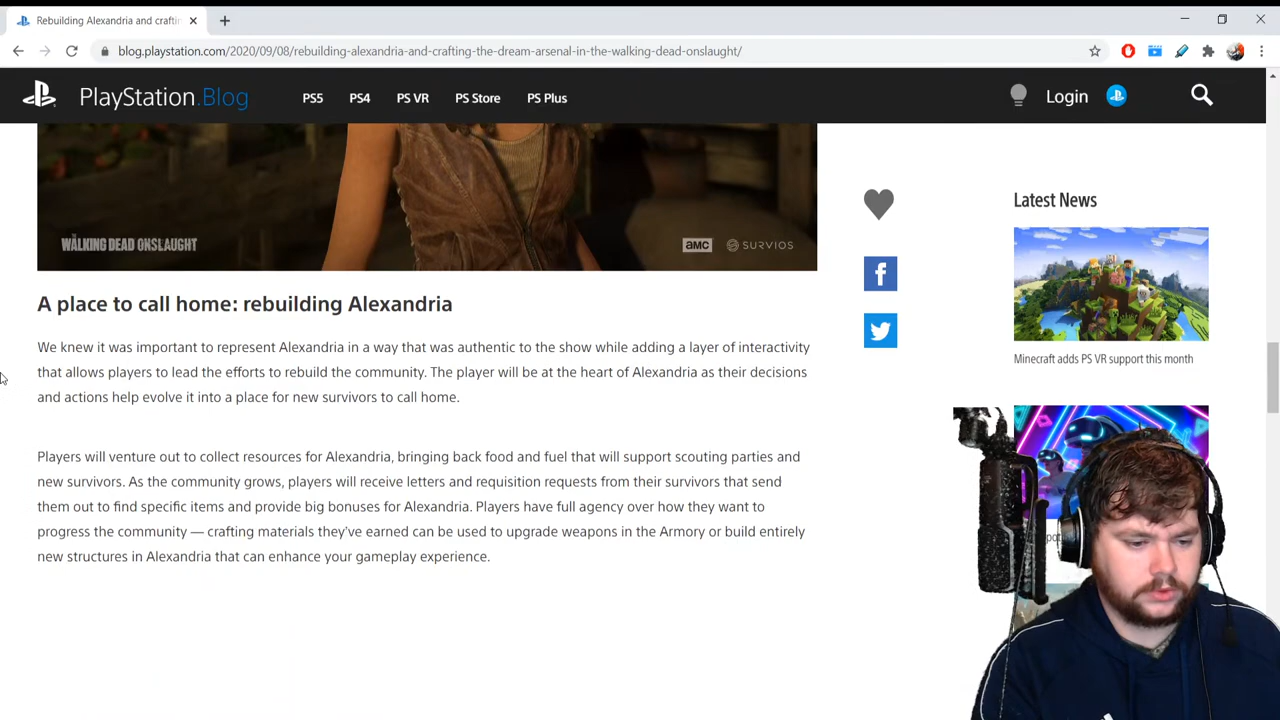 Rebuilding Alexandria and crafti
blog.playstation.com/2020/09/08/rebuilding-alexandria-and-crafting-the-dream-arsenal-in-the-walking-dead-onslaught/
PlayStation.Blog
PS5
PS4
PS VR
PS Store
PS Plus
Login
THE WALKING DEAD ONSLAUGHT
AMC
SURVIOS
A place to call home: rebuilding Alexandria
We knew it was important to represent Alexandria in a way that was authentic to the show while adding a layer of interactivity
that allows players to lead the efforts to rebuild the community. The player will be at the heart of Alexandria as their decisions
and actions help evolve it into a place for new survivors to call home.
Players will venture out to collect resources for Alexandria, bringing back food and fuel that will support scouting parties and
new survivors. As the community grows, players will receive letters and requisition requests from their survivors that send
them out to find specific items and provide big bonuses for Alexandria. Players have full agency over how they want to
progress the community — crafting materials they've earned can be used to upgrade weapons in the Armory or build entirely
new structures in Alexandria that can enhance your gameplay experience.
Latest News
Minecraft adds PS VR support this month